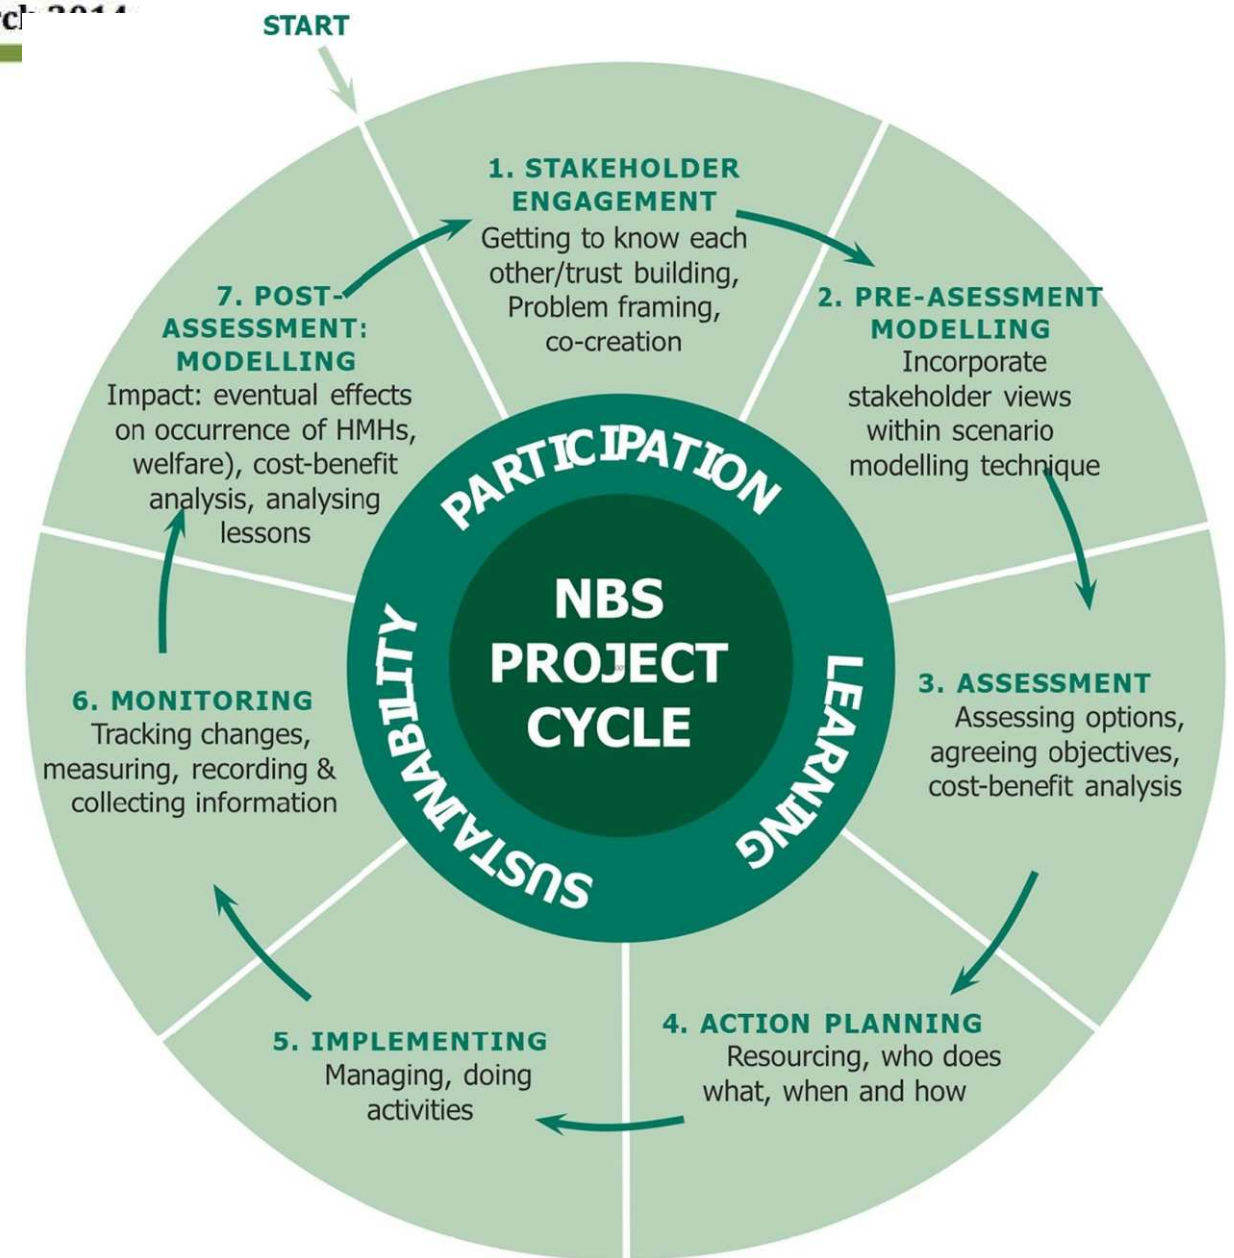 START
1. STAKEHOLDER
ENGAGEMENT
Getting to know each
other/trust building,
Problem framing,
co-creation
2. PRE-ASESSMENT
MODELLING
Incorporate
stakeholder views
within scenario
modelling technique
3. ASSESSMENT
Assessing options,
agreeing objectives,
cost-benefit analysis
4. ACTION PLANNING
Resourcing, who does
what, when and how
5. IMPLEMENTING
Managing, doing
activities
6. MONITORING
Tracking changes,
measuring, recording &
collecting information
7. POST-
ASSESSMENT:
MODELLING
Impact: eventual effects
on occurrence of HMHs,
welfare), cost-benefit
analysis, analysing
lessons
PARTICIPATION
LEARNING
SUSTAINABILITY
NBS
PROJECT
CYCLE